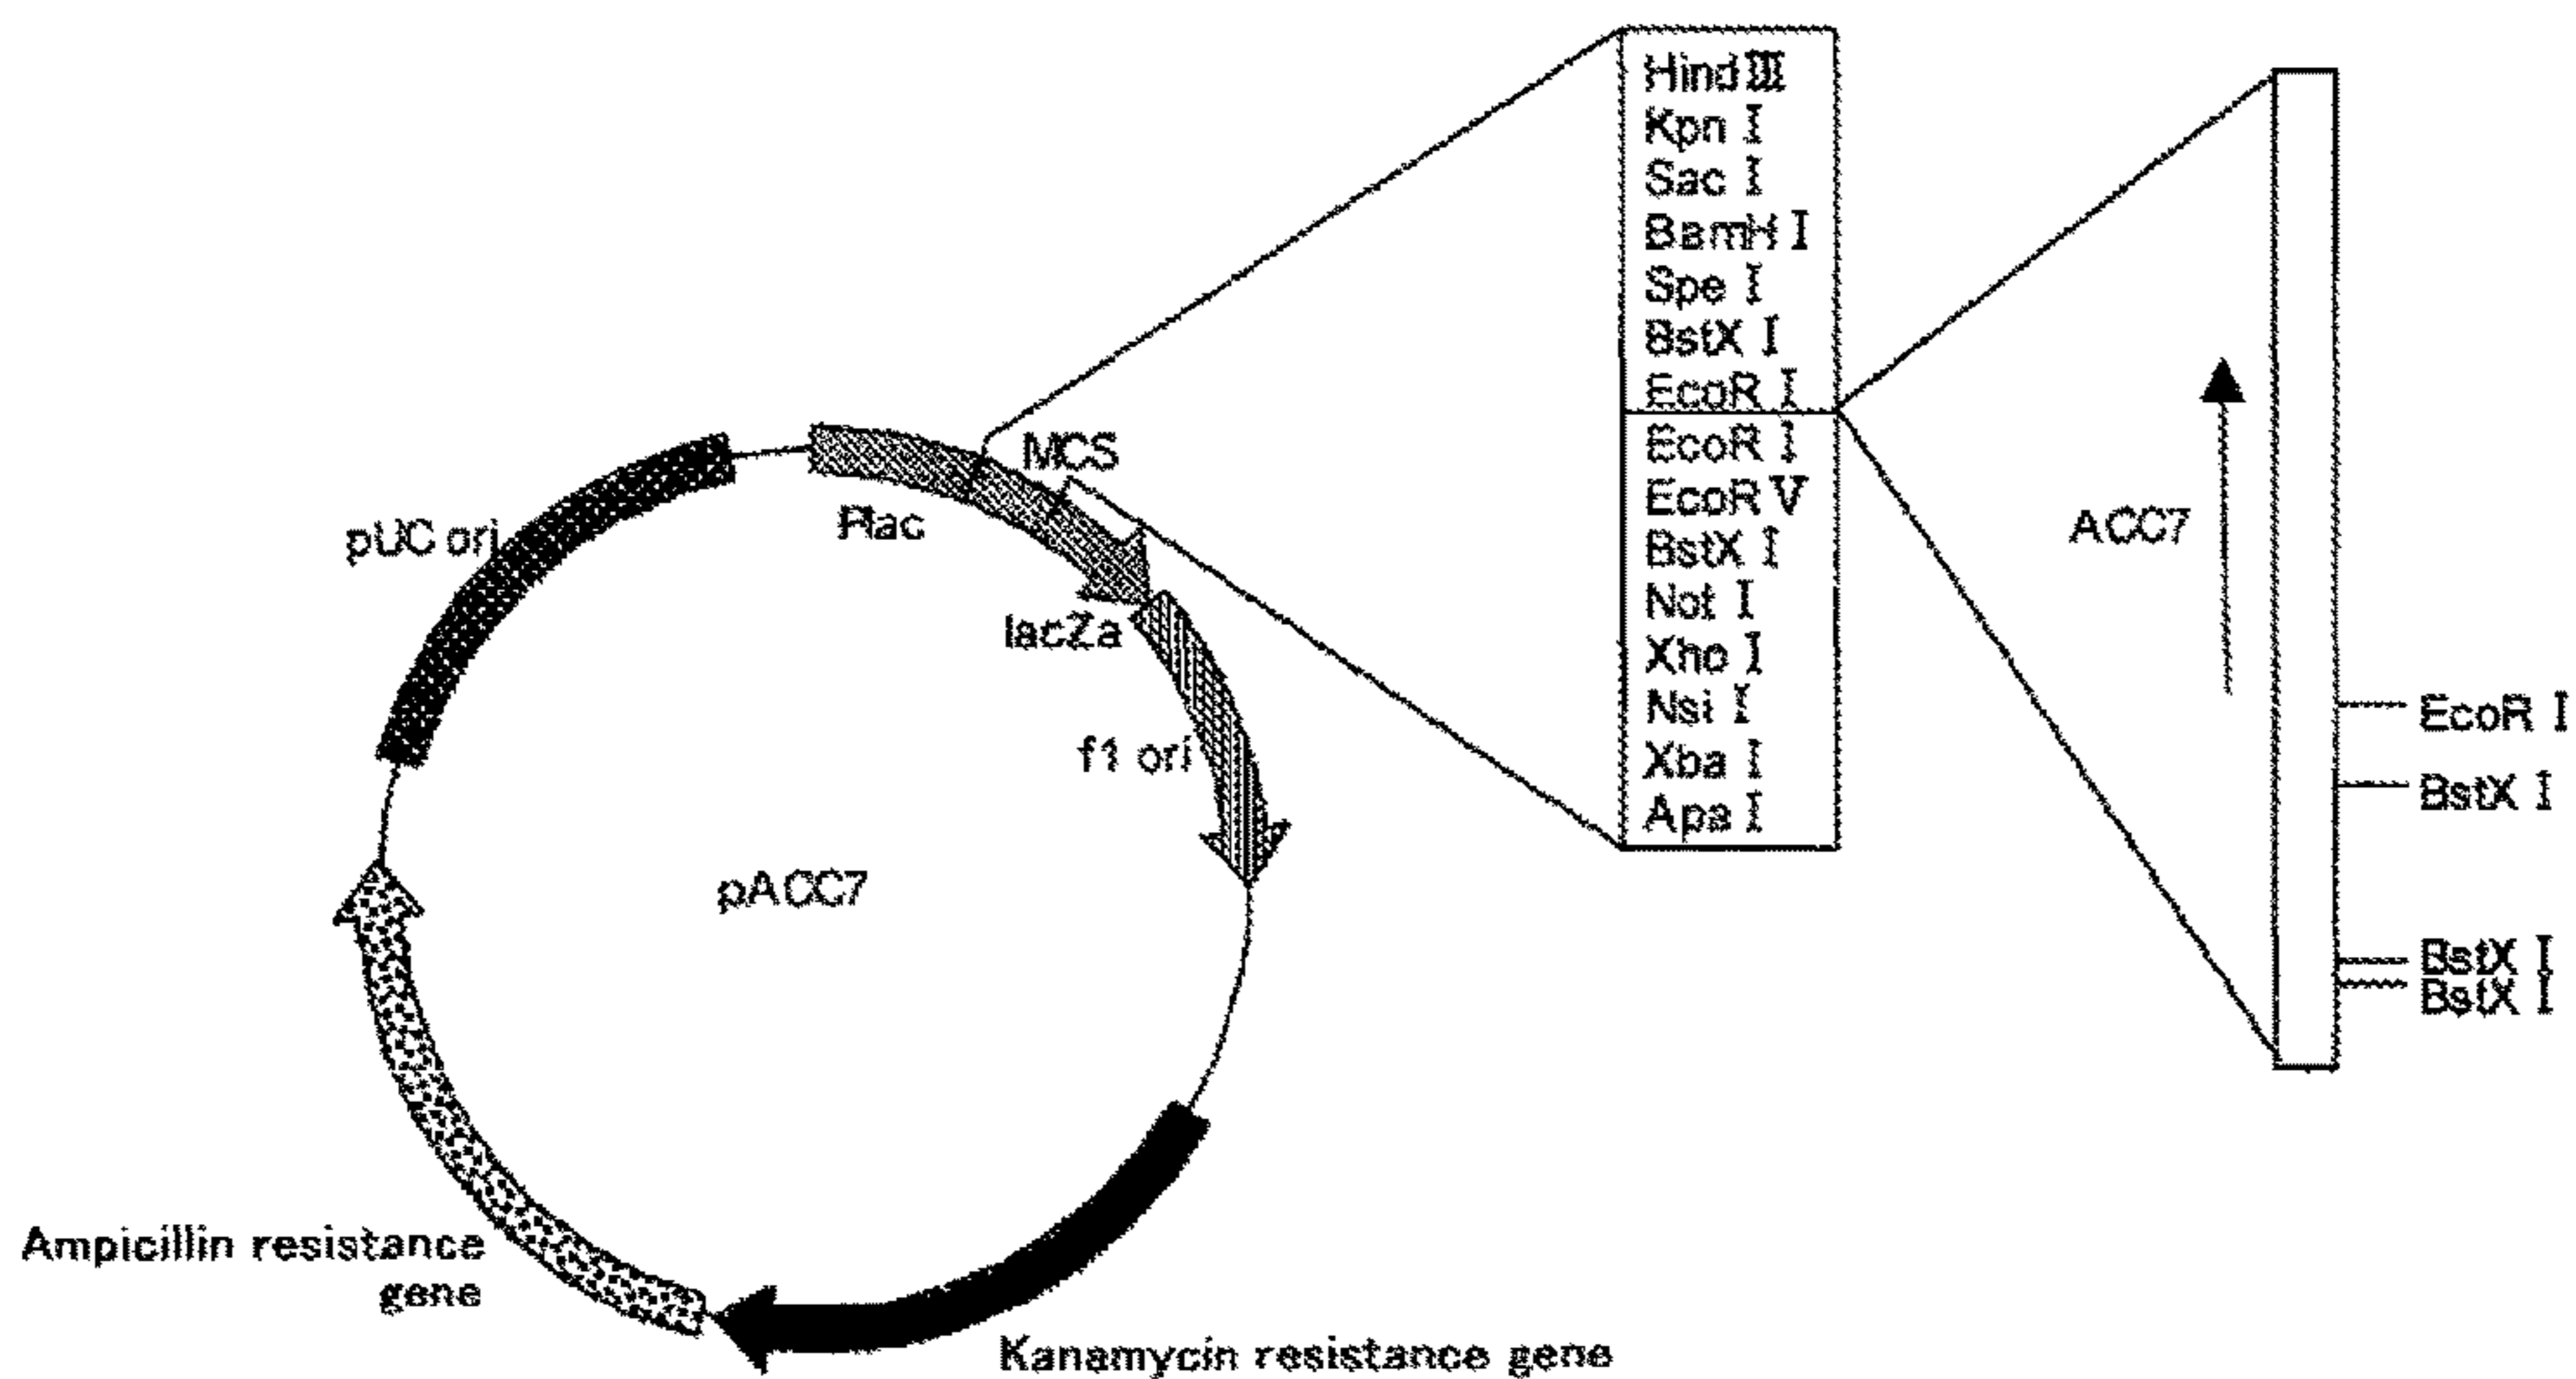 Hind Ⅲ
Kpn Ⅰ
Sac Ⅰ
BamH Ⅰ
Spe Ⅰ
BstX Ⅰ
EcoR Ⅰ
EcoR Ⅰ
EcoR Ⅴ
BstX Ⅰ
Not Ⅰ
Xho Ⅰ
Nsi Ⅰ
Xba Ⅰ
Apa Ⅰ
MCS
Plac
pUC ori
lacZa
f1 ori
pACC7
Ampicillin resistance
gene
Kanamycin resistance gene
ACC7
EcoR Ⅰ
BstX Ⅰ
BstX Ⅰ
BstX Ⅰ